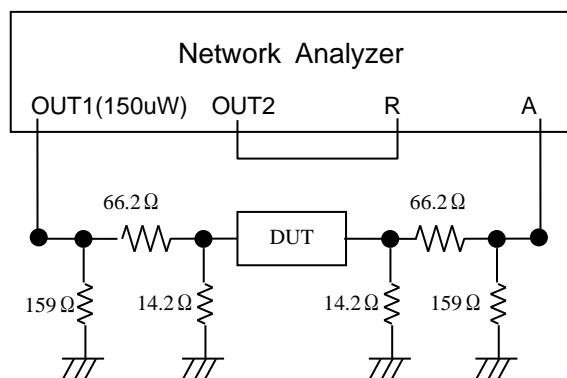 Network Analyzer
OUT1(150uW) OUT2 R A
66.2Ω 66.2Ω
DUT
159Ω 14.2Ω 14.2Ω 159Ω